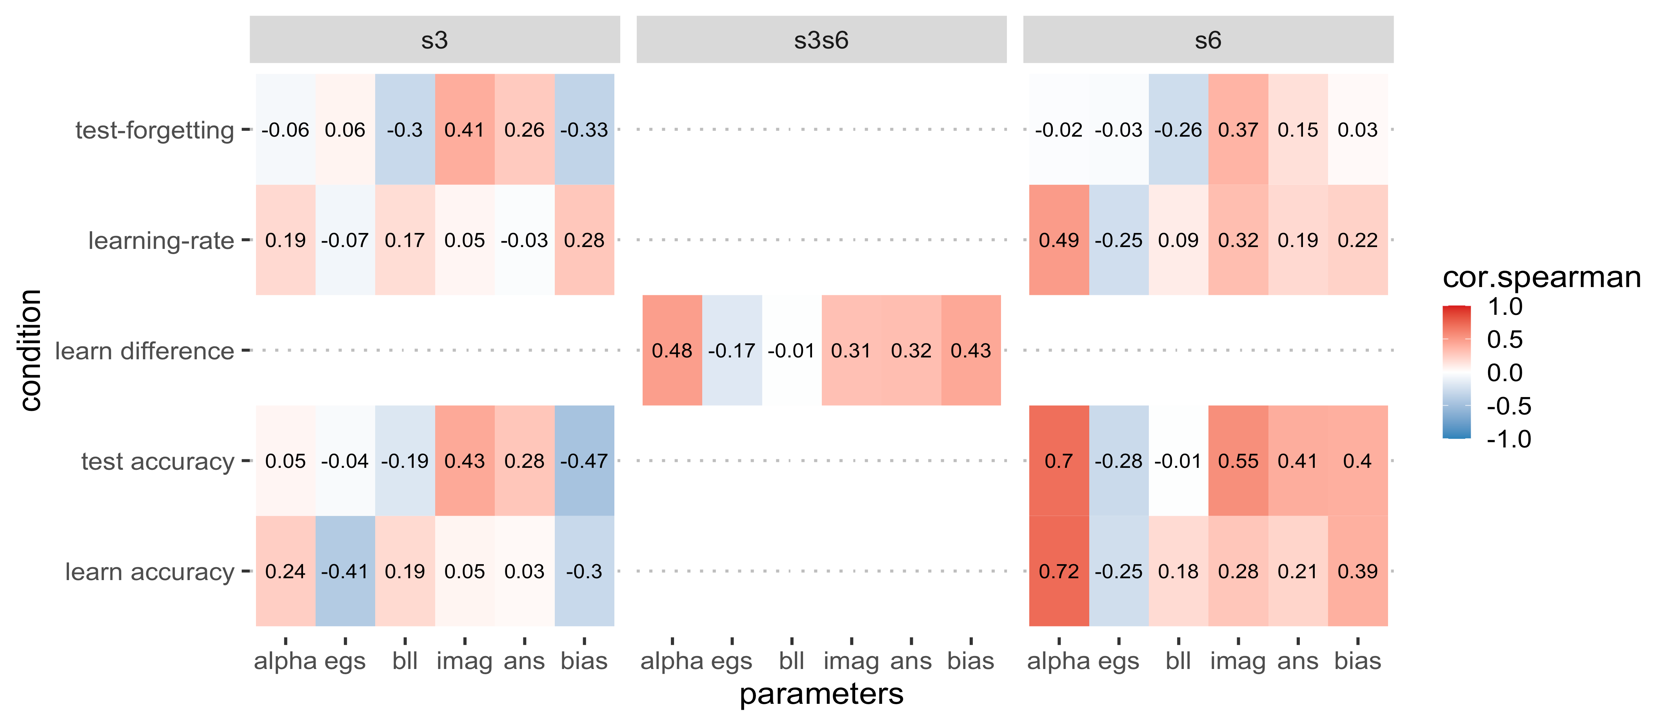 s3 s3s6 s6
test-forgetting -0.06 0.06 -0.3 0.41 0.26 -0.33 -0.02 -0.03 -0.26 0.37 0.15 0.03
learning-rate 0.19 -0.07 0.17 0.05 -0.03 0.28 0.49 -0.25 0.09 0.32 0.19 0.22
learn difference 0.48 -0.17 -0.01 0.31 0.32 0.43
test accuracy 0.05 -0.04 -0.19 0.43 0.28 -0.47 0.7 -0.28 -0.01 0.55 0.41 0.4
learn accuracy 0.24 -0.41 0.19 0.05 0.03 -0.3 0.72 -0.25 0.18 0.28 0.21 0.39
alpha egs bll imag ans bias alpha egs bll imag ans bias alpha egs bll imag ans bias
parameters
condition
cor.spearman
1.0
0.5
0.0
-0.5
-1.0